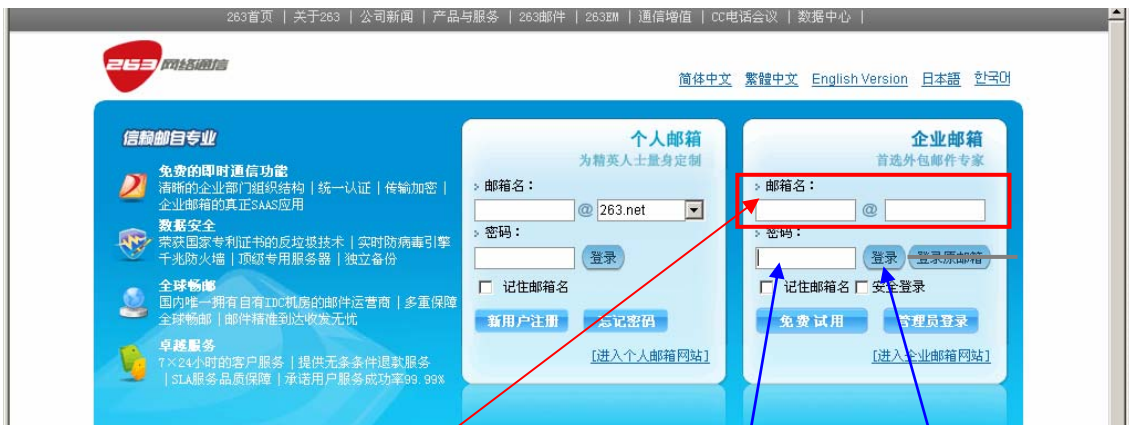 263首页 | 关于263 | 公司新闻 | 产品与服务 | 263邮件 | 263EM | 通信增值 | CC电话会议 | 数据中心 |
263 网络通信
简体中文 繁體中文 English Version 日本語 한국어
信赖邮自专业
免费的即时通信功能
清晰的企业部门组织结构 | 统一认证 | 传输加密 |
企业邮箱的真正SAAS应用
数据安全
荣获国家专利证书的反垃圾技术 | 实时防病毒引擎
千兆防火墙 | 顶级专用服务器 | 独立备份
全球畅邮
国内唯一拥有自有IDC机房的邮件运营商 | 多重保障
全球畅邮 | 邮件精准到达收发无忧
卓越服务
7×24小时的客户服务 | 提供无条件退款服务
| SLA服务品质保障 | 承诺用户服务成功率99.99%
个人邮箱
为精英人士量身定制
邮箱名：
@ 263.net
密码：
登录
记住邮箱名
新用户注册 忘记密码
[进入个人邮箱网站]
企业邮箱
首选外包邮件专家
邮箱名：
@
密码：
登录 登录原邮箱
记住邮箱名 安全登录
免费试用 管理员登录
[进入企业邮箱网站]